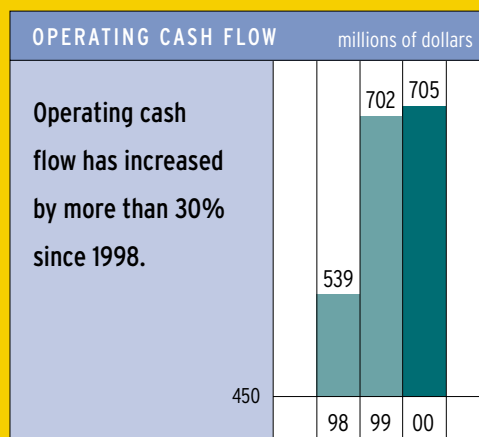 OPERATING CASH FLOW millions of dollars
Operating cash
flow has increased
by more than 30%
since 1998.
539 702 705
450
98 99 00